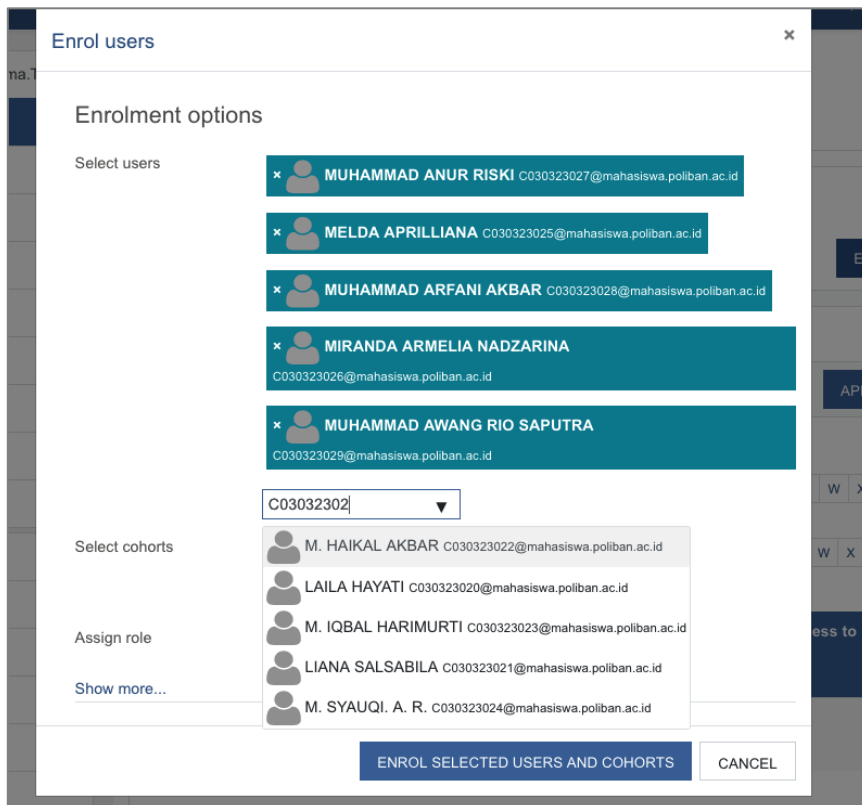 Enrol users
×
ma.T
Enrolment options
Select users
× MUHAMMAD ANUR RISKI C030323027@mahasiswa.poliban.ac.id
× MELDA APRILLIANA C030323025@mahasiswa.poliban.ac.id
× MUHAMMAD ARFANI AKBAR C030323028@mahasiswa.poliban.ac.id
× MIRANDA ARMELIA NADZARINA
C030323026@mahasiswa.poliban.ac.id
× MUHAMMAD AWANG RIO SAPUTRA
C030323029@mahasiswa.poliban.ac.id
C03032302 ▼
W X
Select cohorts
M. HAIKAL AKBAR C030323022@mahasiswa.poliban.ac.id
W X
LAILA HAYATI C030323020@mahasiswa.poliban.ac.id
M. IQBAL HARIMURTI C030323023@mahasiswa.poliban.ac.id
Assign role
ess to
LIANA SALSABILA C030323021@mahasiswa.poliban.ac.id
Show more...
M. SYAUQI. A. R. C030323024@mahasiswa.poliban.ac.id
ENROL SELECTED USERS AND COHORTS
CANCEL